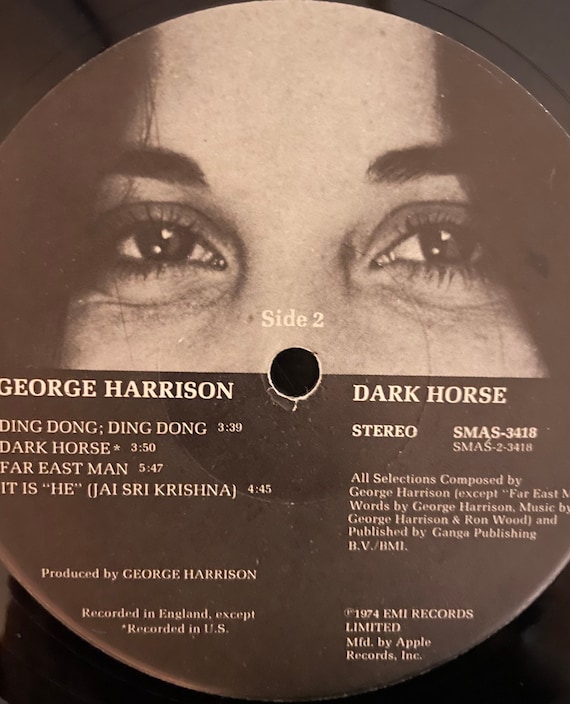 Side 2
GEORGE HARRISON
DING DONG; DING DONG 3:39
DARK HORSE* 3:50
FAR EAST MAN 5:47
IT IS "HE" (JAI SRI KRISHNA) 4:45
Produced by GEORGE HARRISON
Recorded in England, except
*Recorded in U.S.
DARK HORSE
STEREO SMAS-3418
SMAS-2-3418
All Selections Composed by
George Harrison (except "Far East M
Words by George Harrison, Music by
George Harrison & Ron Wood) and
Published by Ganga Publishing
B.V./BMI.
℗1974 EMI RECORDS
LIMITED
Mfd. by Apple
Records, Inc.